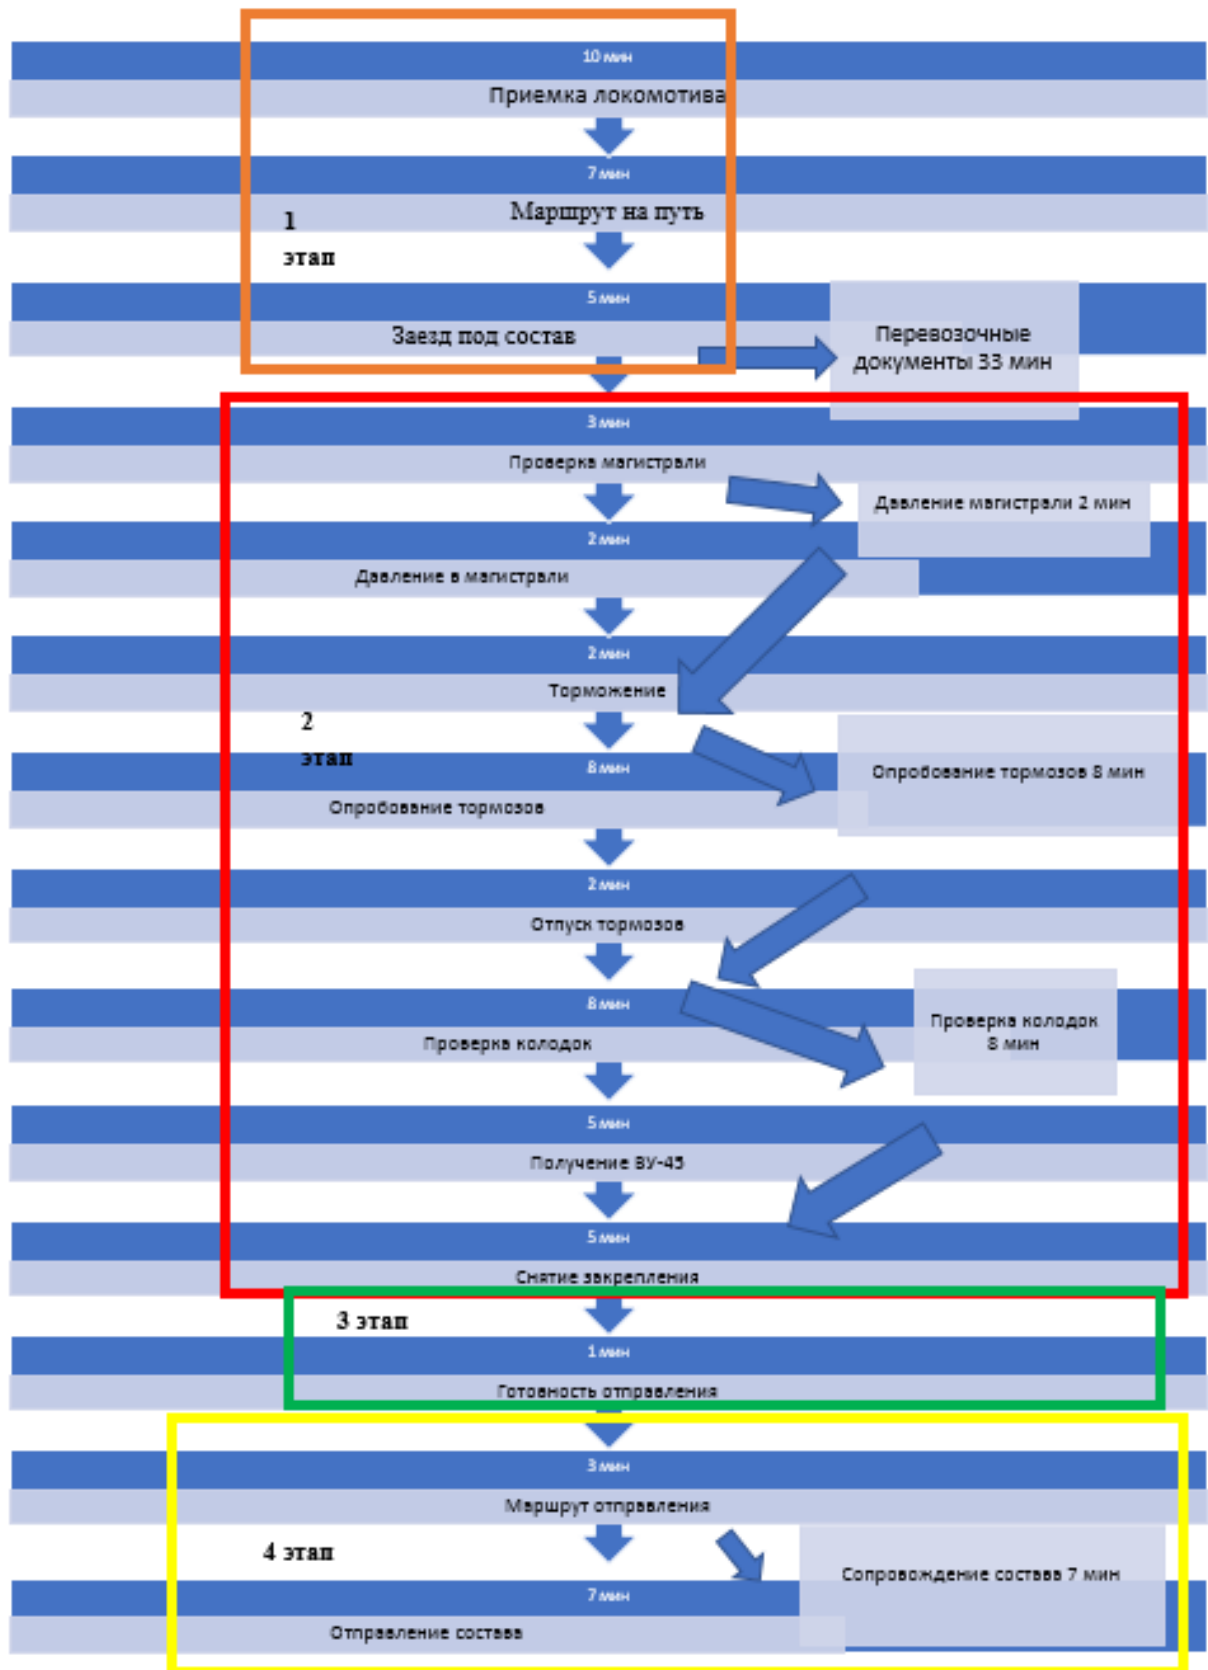 10 мин
Приемка локомотива
7 мин
Маршрут на путь
1
этап
5 мин
Заезд под состав
Перевозочные
документы 33 мин
3 мин
Проверка магистрали
Давление магистрали 2 мин
2 мин
Давление в магистрали
2 мин
Торможение
2
этап
8 мин
Опробование тормозов
Опробование тормозов 8 мин
2 мин
Отпуск тормозов
8 мин
Проверка колодок
Проверка колодок
8 мин
5 мин
Получение ВУ-45
5 мин
Снятие закрепления
3 этап
1 мин
Готовность отправления
3 мин
Маршрут отправления
4 этап
Сопровождение состава 7 мин
7 мин
Отправление состава